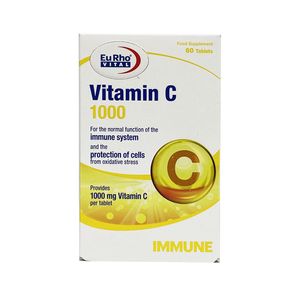 Food Supplement
60 Tablets
EuRho®
VITAL
Vitamin C
1000
For the normal function of the
immune system
and the
protection of cells
from oxidative stress
C
Provides
1000 mg Vitamin C
per tablet
IMMUNE